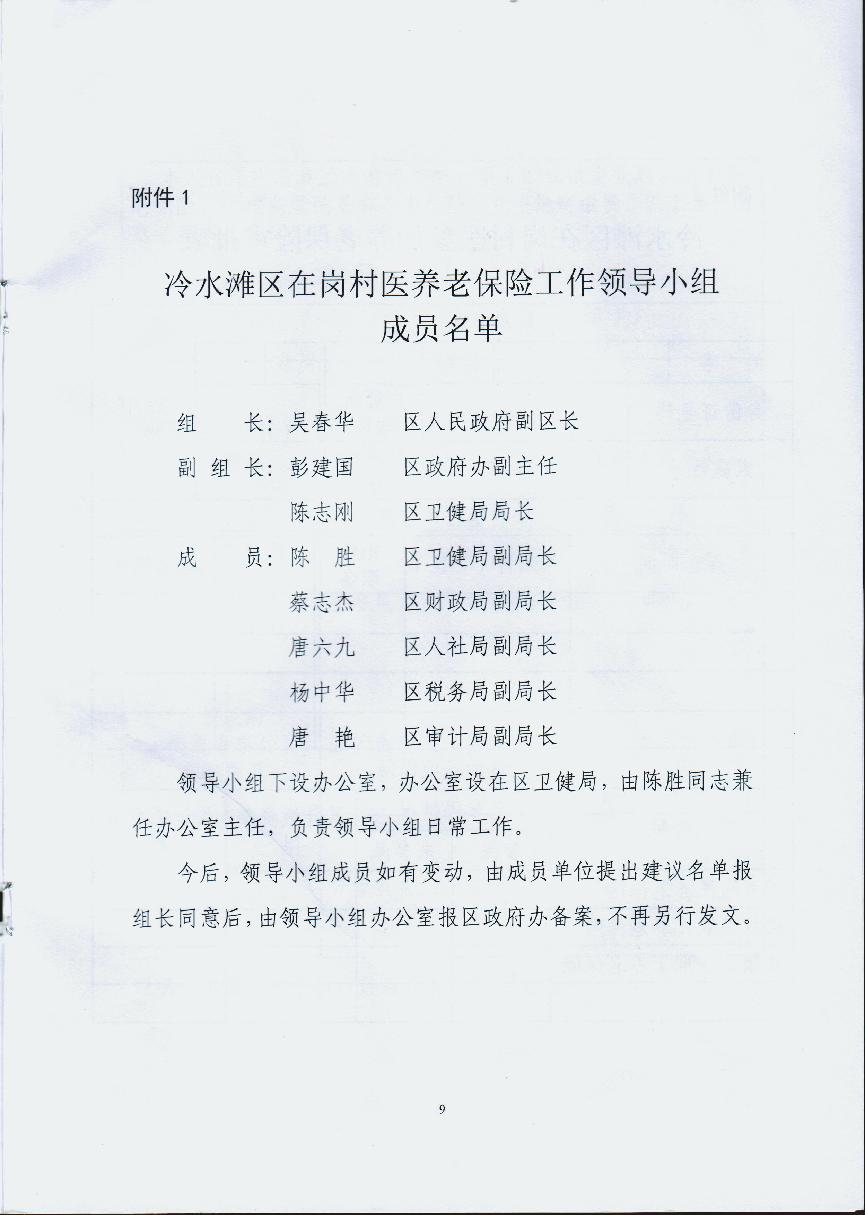 附件1
冷水滩区在岗村医养老保险工作领导小组
成员名单
组 长：吴春华 区人民政府副区长
副 组 长：彭建国 区政府办副主任
陈志刚 区卫健局局长
成 员：陈 胜 区卫健局副局长
蔡志杰 区财政局副局长
唐六九 区人社局副局长
杨中华 区税务局副局长
唐 艳 区审计局副局长
领导小组下设办公室，办公室设在区卫健局，由陈胜同志兼
任办公室主任，负责领导小组日常工作。
今后，领导小组成员如有变动，由成员单位提出建议名单报
组长同意后，由领导小组办公室报区政府办备案，不再另行发文。
9